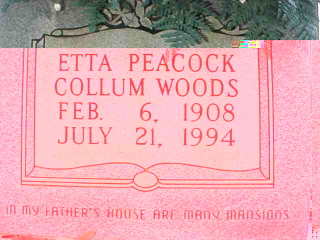 ETTA PEACOCK
COLLUM WOODS
FEB. 6, 1908
JULY 21, 1994
IN MY FATHER'S HOUSE ARE MANY MANSIONS